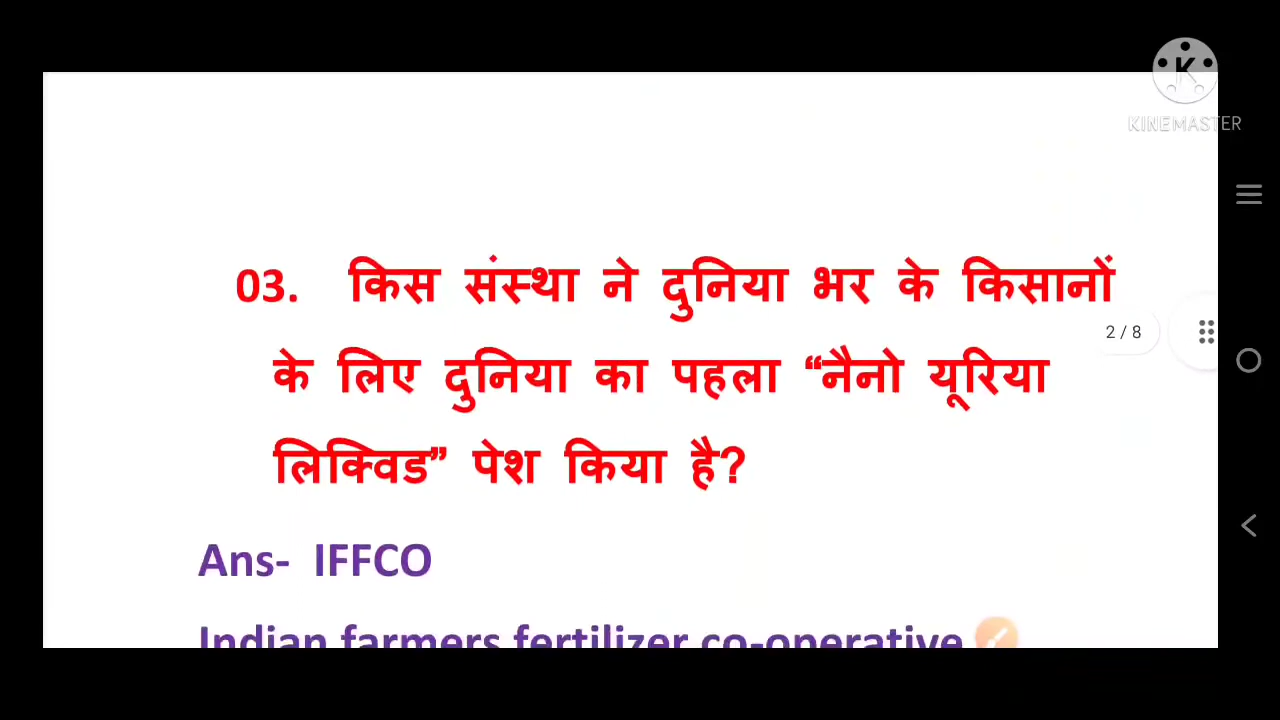 KINEMASTER
03. किस संस्था ने दुनिया भर के किसानों
2 / 8
के लिए दुनिया का पहला “नैनो यूरिया
लिक्विड” पेश किया है?
Ans- IFFCO
Indian farmers fertilizer co-operative